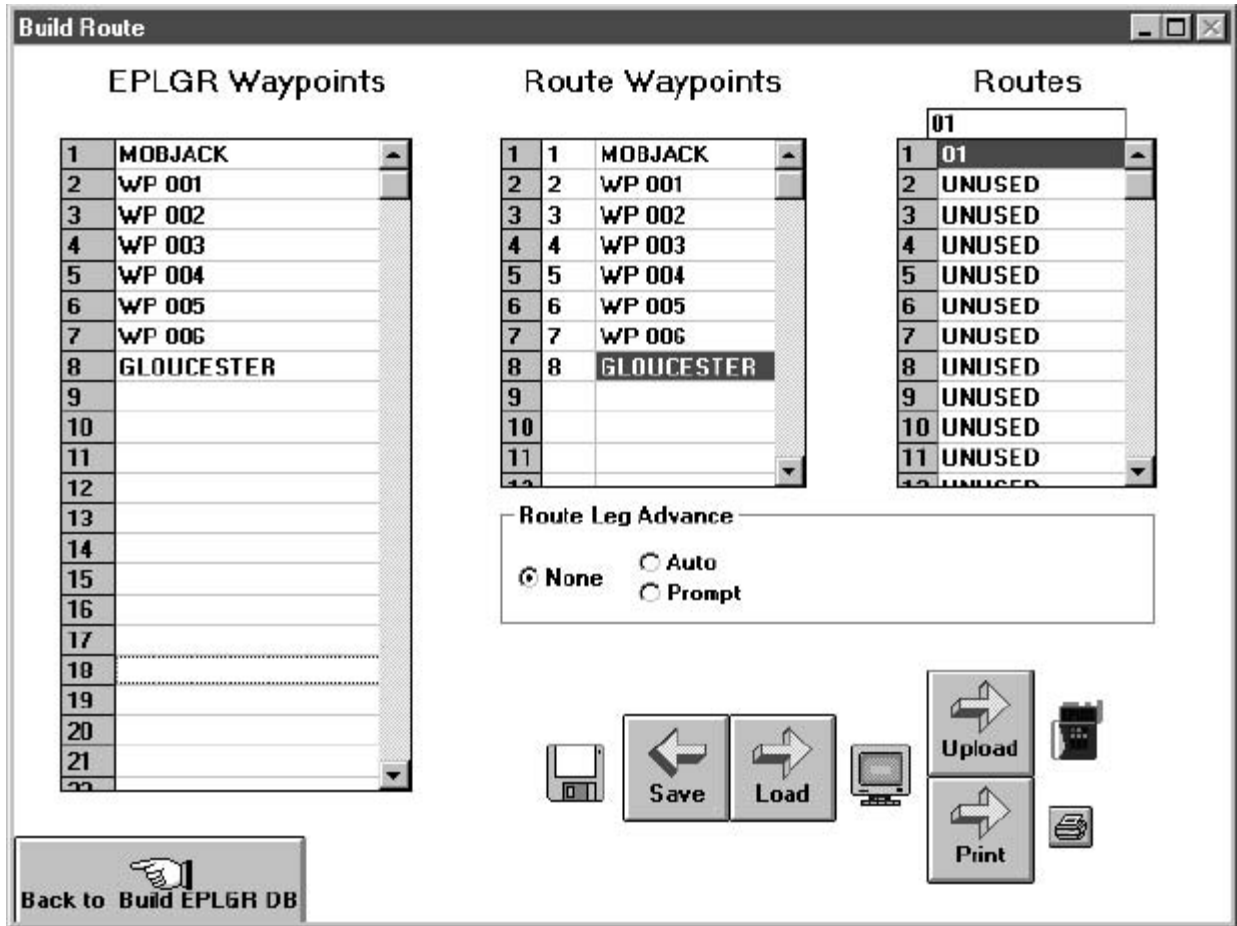 Build Route
EPLGR Waypoints
1 MOBJACK
2 WP 001
3 WP 002
4 WP 003
5 WP 004
6 WP 005
7 WP 006
8 GLOUCESTER
9
10
11
12
13
14
15
16
17
18
19
20
21
22
Route Waypoints
1 1 MOBJACK
2 2 WP 001
3 3 WP 002
4 4 WP 003
5 5 WP 004
6 6 WP 005
7 7 WP 006
8 8 GLOUCESTER
9
10
11
12
Routes
01
1 01
2 UNUSED
3 UNUSED
4 UNUSED
5 UNUSED
6 UNUSED
7 UNUSED
8 UNUSED
9 UNUSED
10 UNUSED
11 UNUSED
12 UNUSED
Route Leg Advance
None
Auto
Prompt
Save
Load
Upload
Print
Back to Build EPLGR DB